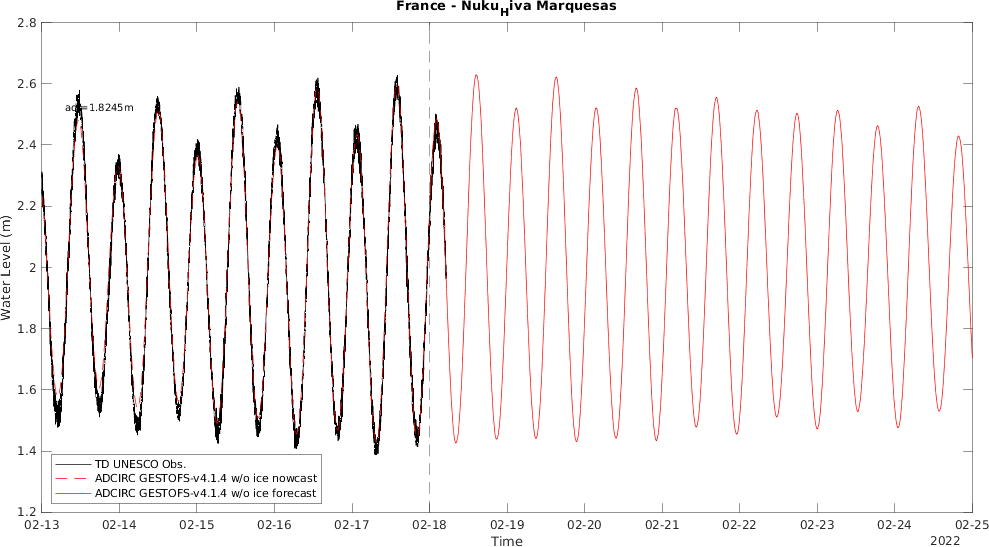 France - Nuku_Hiva Marquesas
2.8
2.6
2.4
2.2
2
1.8
1.6
1.4
1.2
Water Level (m)
=1.8245m
TD UNESCO Obs.
ADCIRC GESTOFS-v4.1.4 w/o ice nowcast
ADCIRC GESTOFS-v4.1.4 w/o ice forecast
02-13 02-14 02-15 02-16 02-17 02-18 02-19 02-20 02-21 02-22 02-23 02-24 02-25
Time
2022